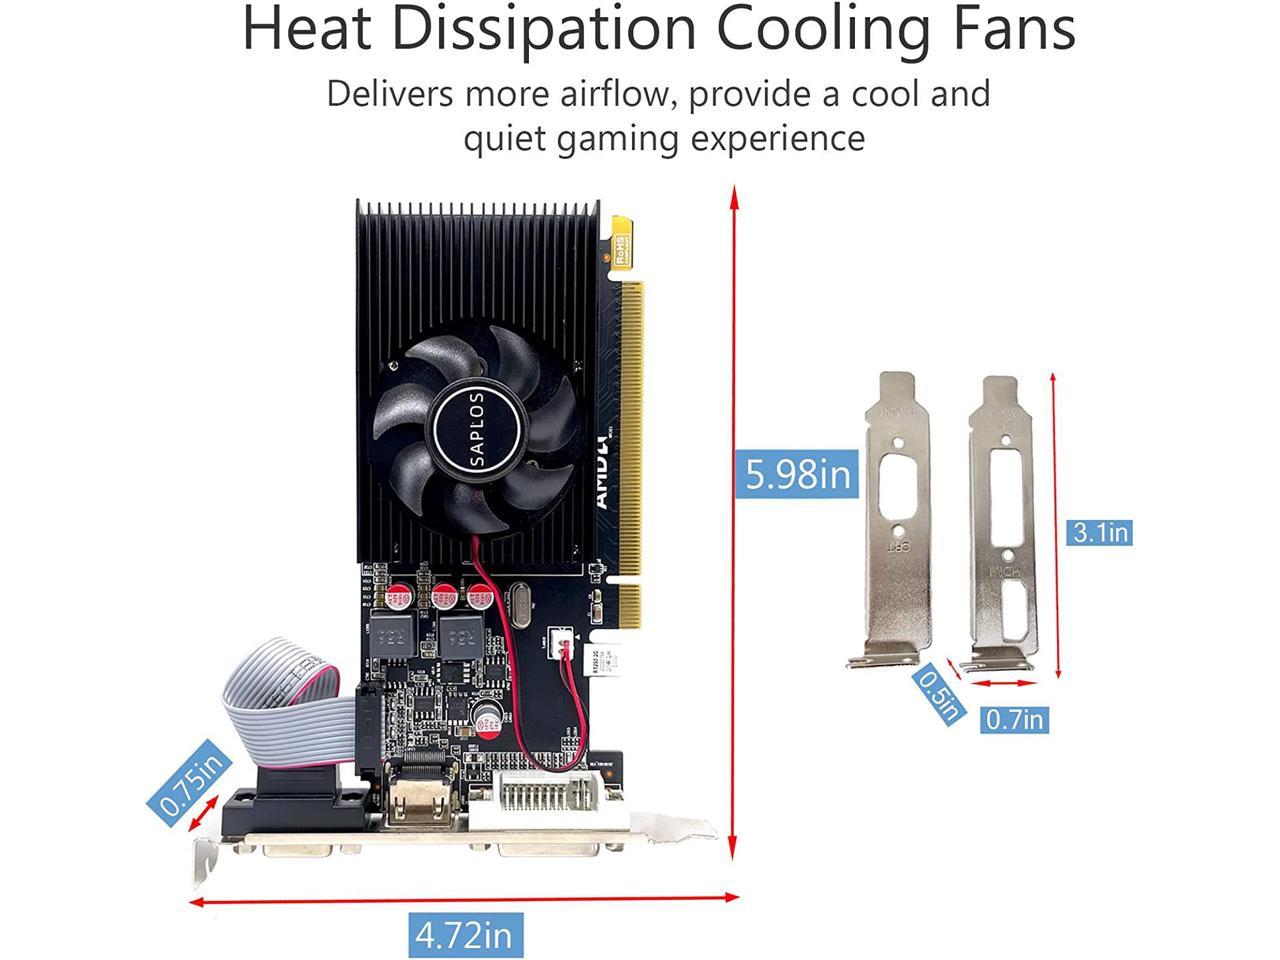 Heat Dissipation Cooling Fans
Delivers more airflow, provide a cool and
quiet gaming experience
RoHS
SAPLOS
AMD
5.98in
3.1in
HDMI
0.5in
0.7in
0.75in
4.72in